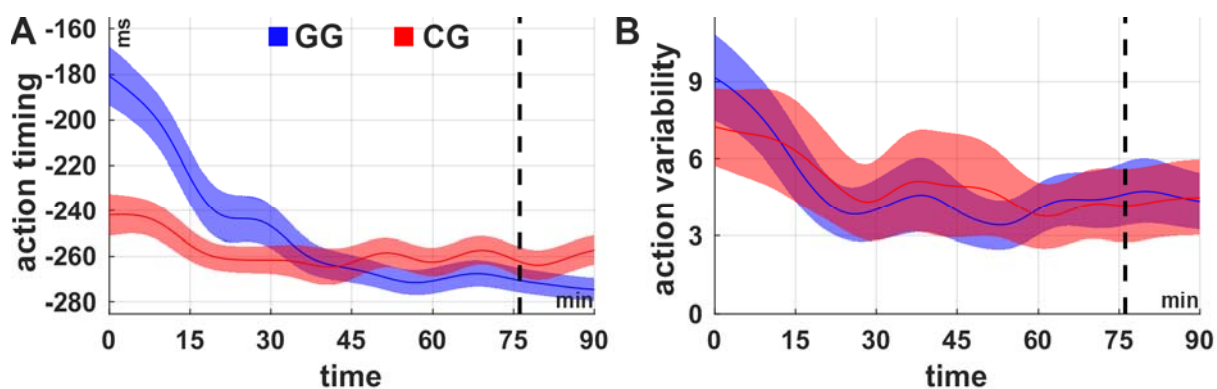 A
action timing
ms
GG
CG
-160
-180
-200
-220
-240
-260
-280
min
0 15 30 45 60 75 90
time
B
action variability
9
6
3
0
min
0 15 30 45 60 75 90
time